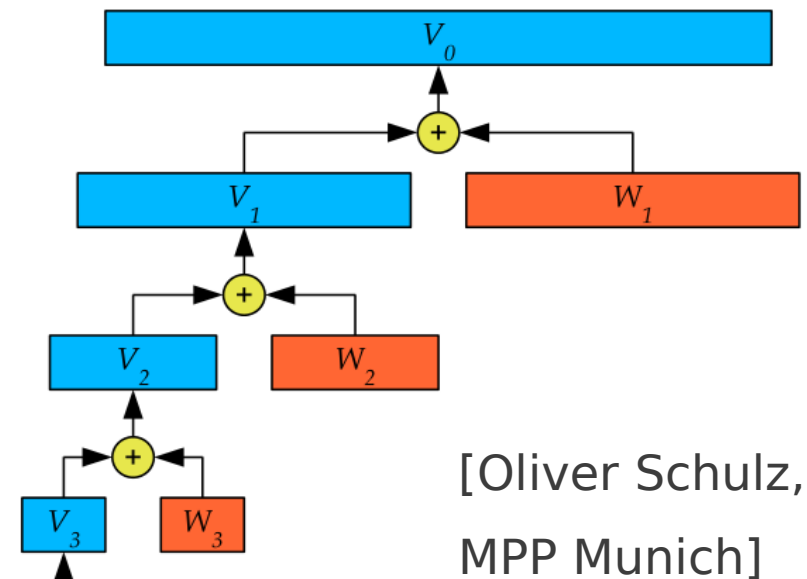 V0
+
V1 W1
+
V2 W2
+
V3 W3
[Oliver Schulz,
MPP Munich]